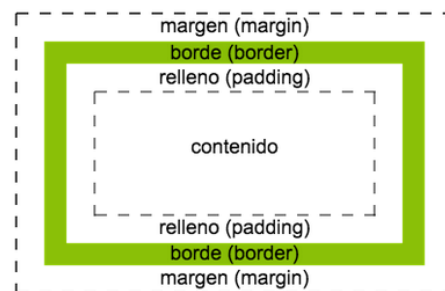 margen (margin)
borde (border)
relleno (padding)
contenido
relleno (padding)
borde (border)
margen (margin)